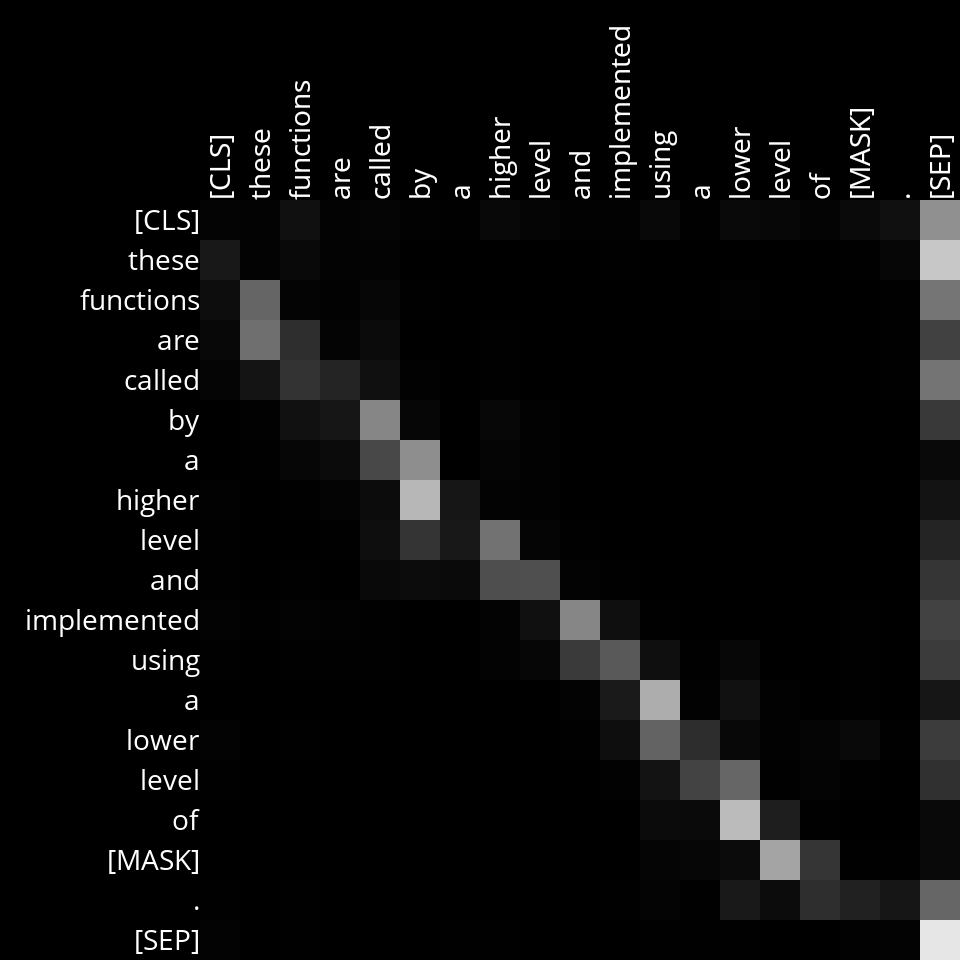 [CLS]
these
functions
are
called
by
a
higher
level
and
implemented
using
a
lower
level
of
[MASK]
.
[SEP]
[CLS]
these
functions
are
called
by
a
higher
level
and
implemented
using
a
lower
level
of
[MASK]
.
[SEP]